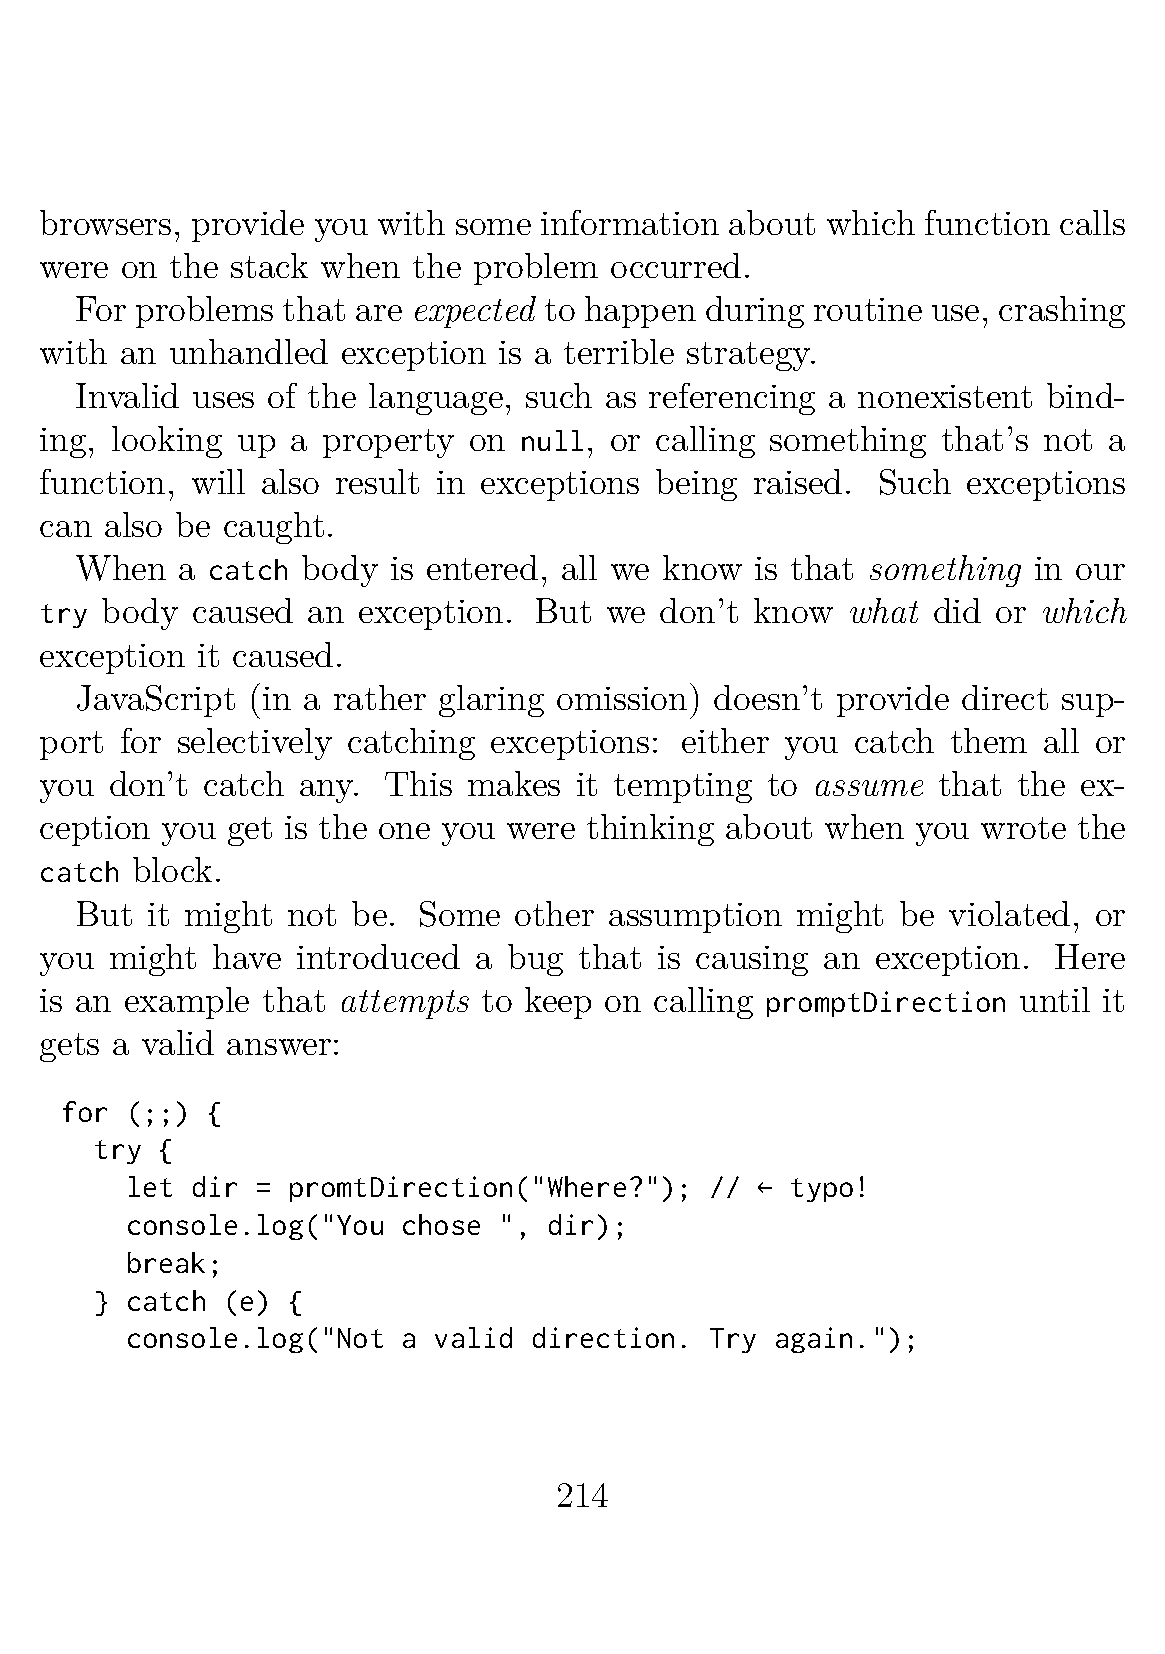 browsers, provide you with some information about which function calls
were on the stack when the problem occurred.
For problems that are expected to happen during routine use, crashing
with an unhandled exception is a terrible strategy.
Invalid uses of the language, such as referencing a nonexistent bind-
ing, looking up a property on null, or calling something that's not a
function, will also result in exceptions being raised. Such exceptions
can also be caught.
When a catch body is entered, all we know is that something in our
try body caused an exception. But we don't know what did or which
exception it caused.
JavaScript (in a rather glaring omission) doesn't provide direct sup-
port for selectively catching exceptions: either you catch them all or
you don't catch any. This makes it tempting to assume that the ex-
ception you get is the one you were thinking about when you wrote the
catch block.
But it might not be. Some other assumption might be violated, or
you might have introduced a bug that is causing an exception. Here
is an example that attempts to keep on calling promptDirection until it
gets a valid answer:
for (;;) {
  try {
    let dir = promtDirection("Where?"); // ← typo!
    console.log("You chose ", dir);
    break;
  } catch (e) {
    console.log("Not a valid direction. Try again.");
214